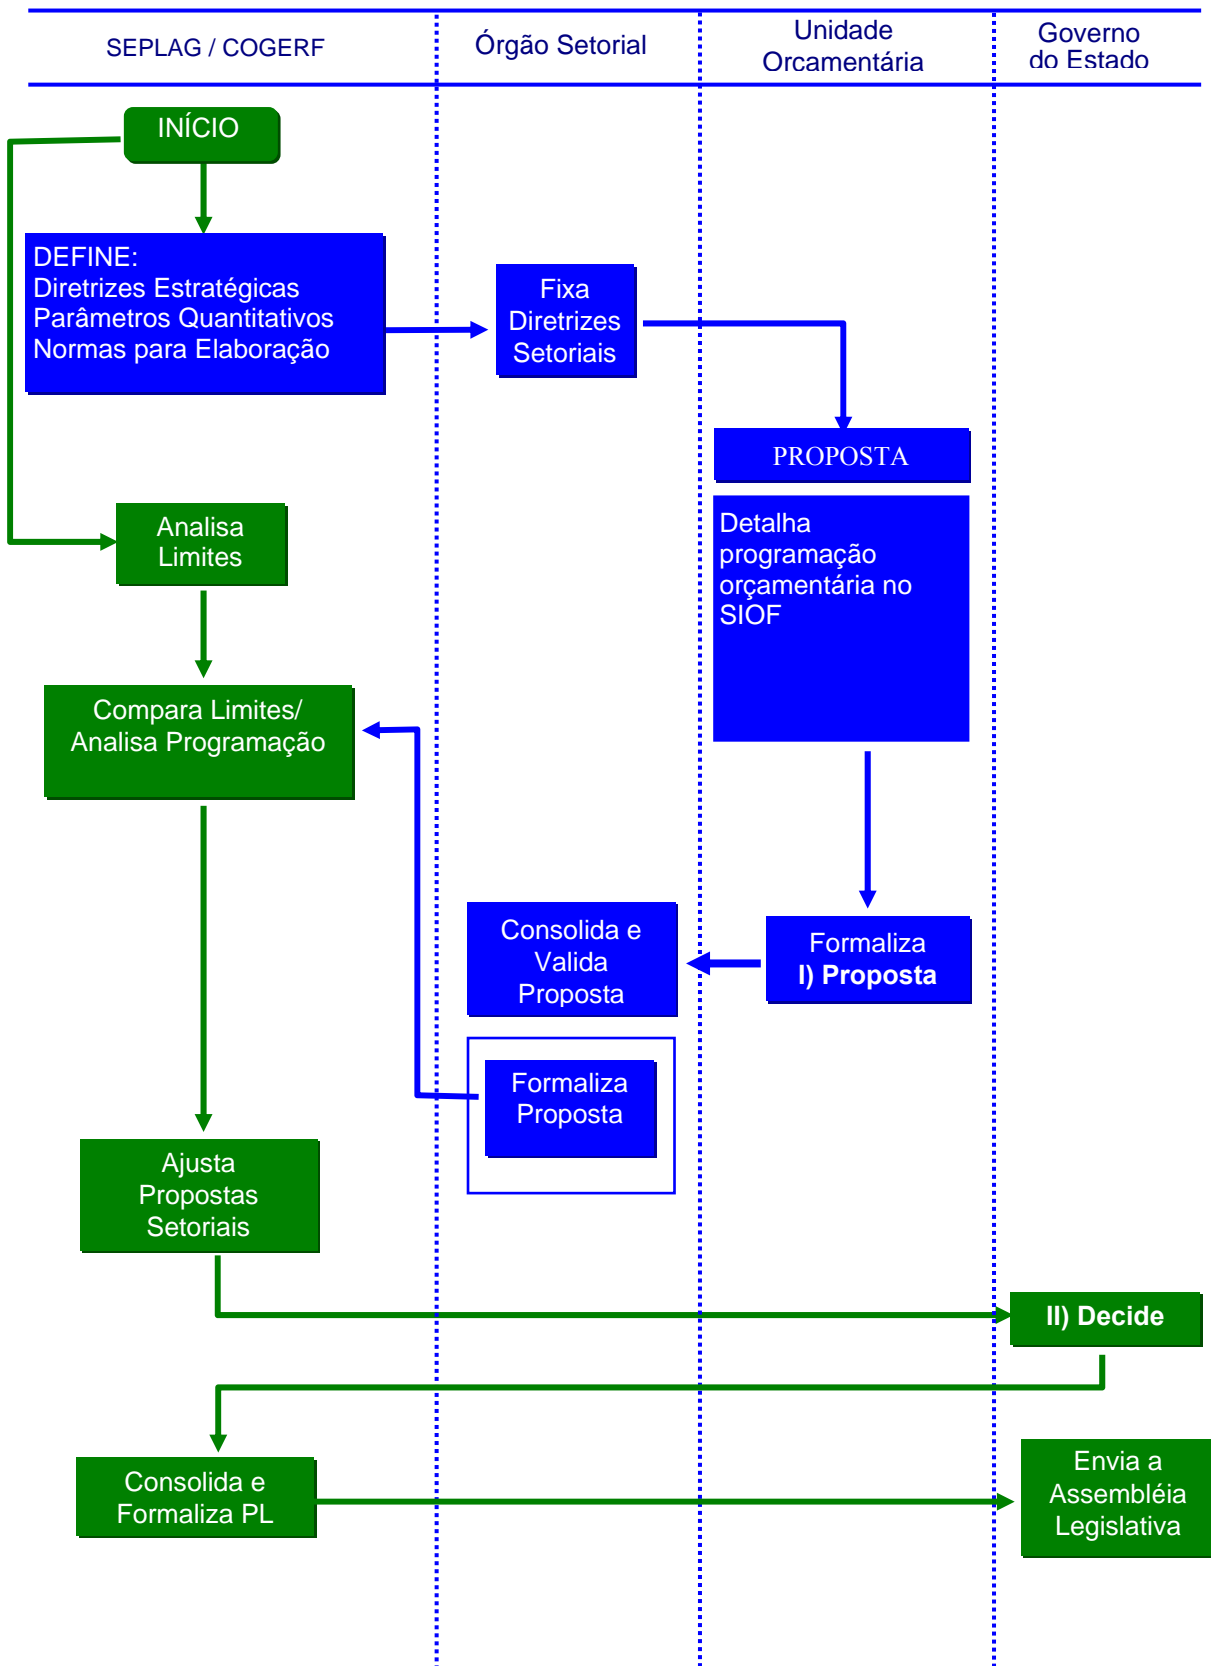 SEPLAG / COGERF
Órgão Setorial
Unidade
Orcamentária
Governo
do Estado
INÍCIO
DEFINE:
Diretrizes Estratégicas
Parâmetros Quantitativos
Normas para Elaboração
Fixa
Diretrizes
Setoriais
PROPOSTA
Detalha
programação
orçamentária no
SIOF
Analisa
Limites
Compara Limites/
Analisa Programação
Formaliza
I) Proposta
Consolida e
Valida
Proposta
Formaliza
Proposta
Ajusta
Propostas
Setoriais
II) Decide
Consolida e
Formaliza PL
Envia a
Assembléia
Legislativa